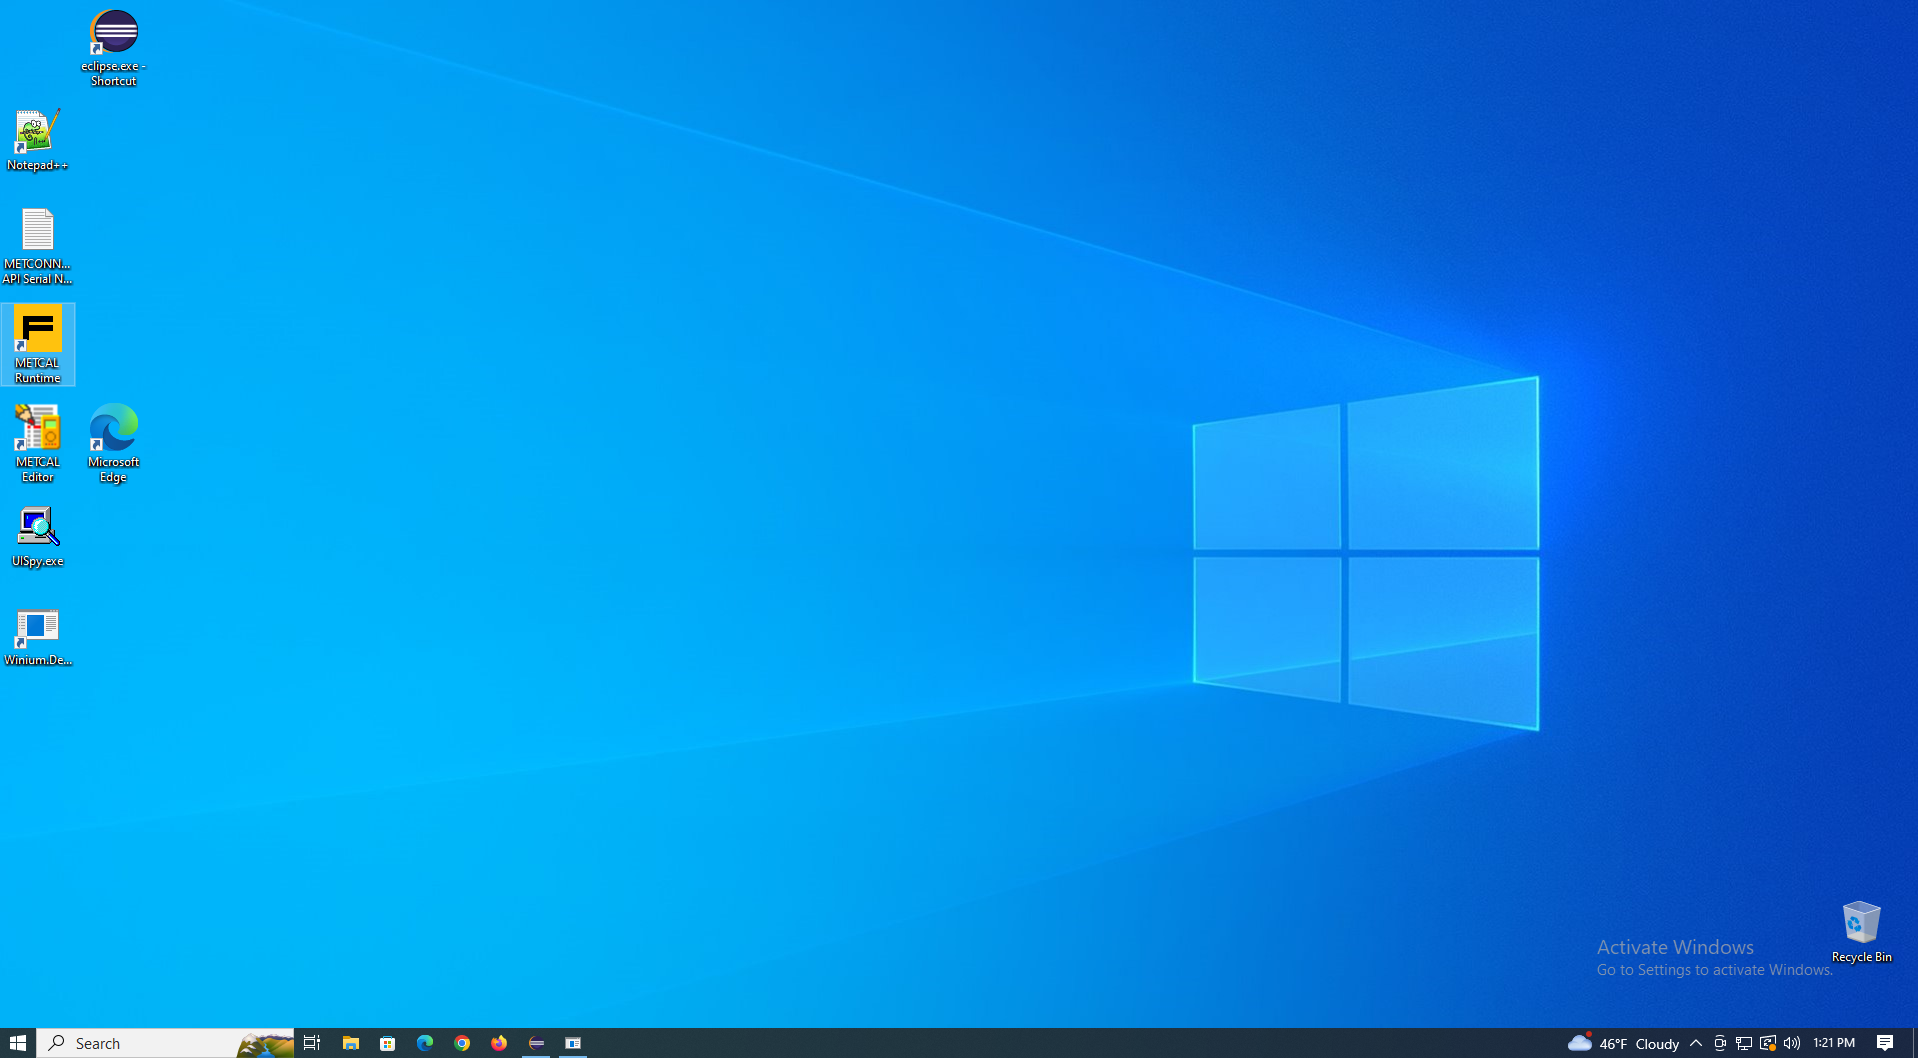 eclipse.exe -
Shortcut
Notepad++
METCONN...
API Serial N...
METCAL
Runtime
METCAL
Editor
Microsoft
Edge
UISpy.exe
Winium.De...
Activate Windows
Go to Settings to activate Windows.
Recycle Bin
Search
46°F Cloudy
1:21 PM